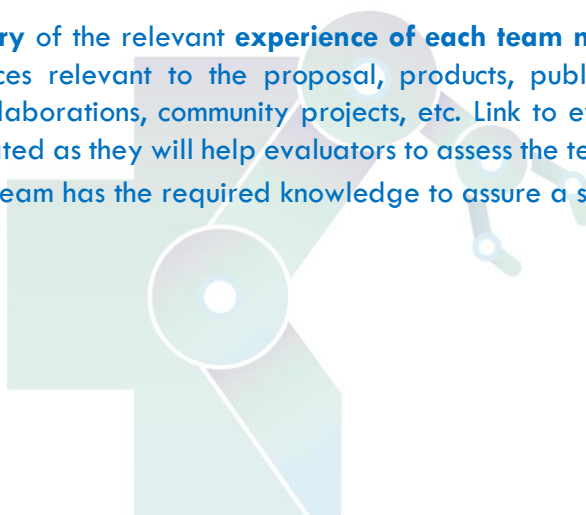 ry of the relevant experience of each team n
ces relevant to the proposal, products, publ
laborations, community projects, etc. Link to e
ted as they will help evaluators to assess the te
eam has the required knowledge to assure a s